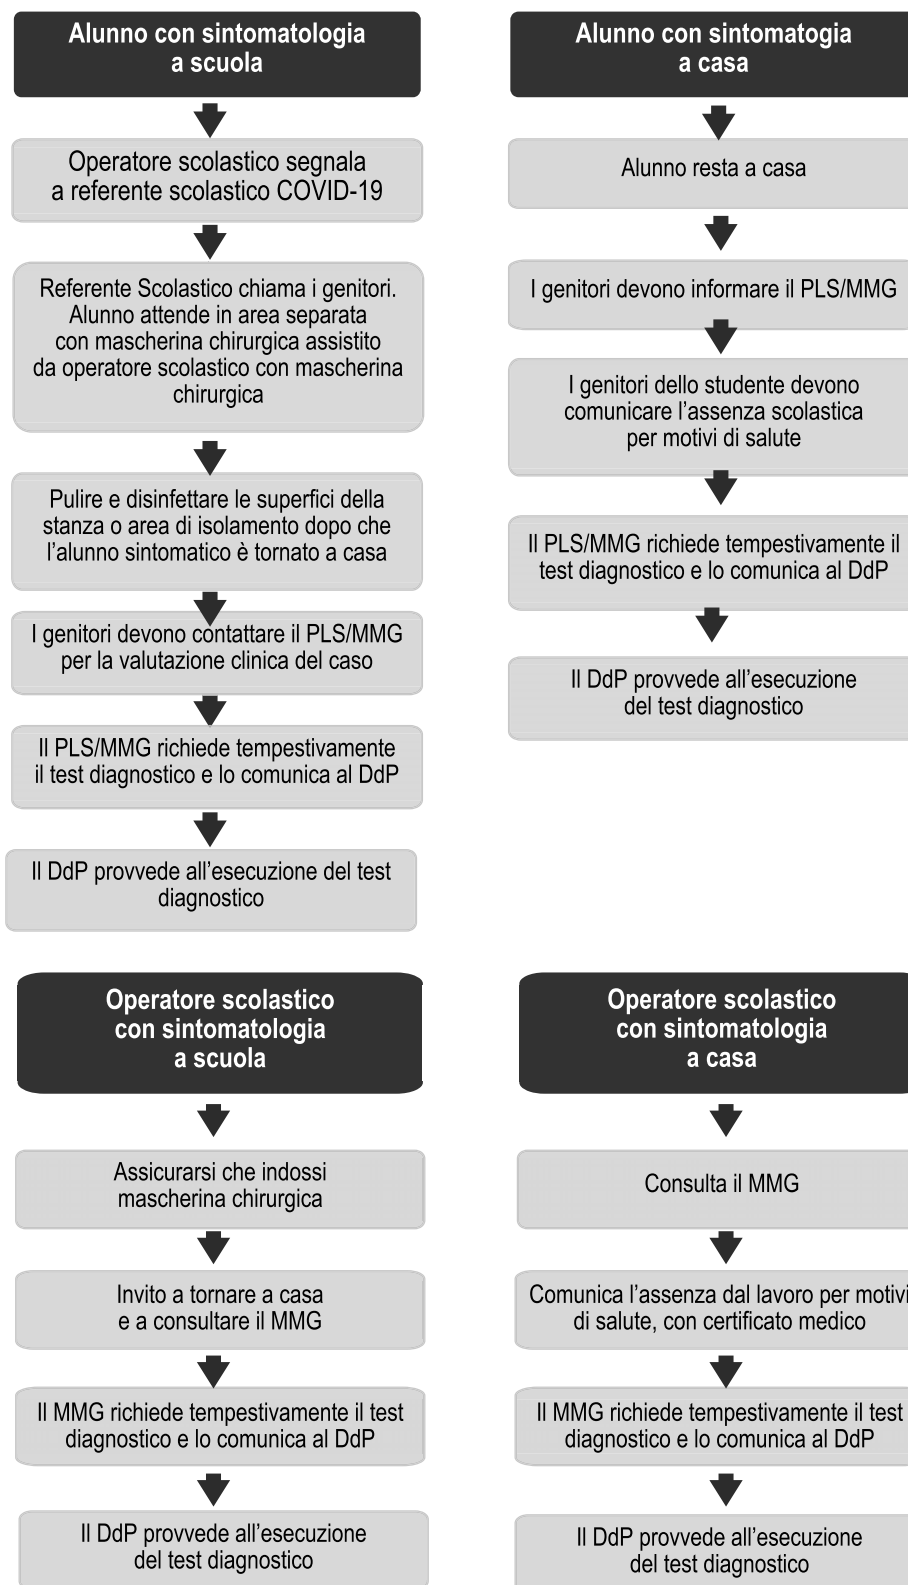 Alunno con sintomatologia
a scuola
Operatore scolastico segnala
a referente scolastico COVID-19
Referente Scolastico chiama i genitori.
Alunno attende in area separata
con mascherina chirurgica assistito
da operatore scolastico con mascherina
chirurgica
Pulire e disinfettare le superfici della
stanza o area di isolamento dopo che
l’alunno sintomatico è tornato a casa
I genitori devono contattare il PLS/MMG
per la valutazione clinica del caso
Il PLS/MMG richiede tempestivamente
il test diagnostico e lo comunica al DdP
Il DdP provvede all’esecuzione del test
diagnostico
Alunno con sintomatogia
a casa
Alunno resta a casa
I genitori devono informare il PLS/MMG
I genitori dello studente devono
comunicare l’assenza scolastica
per motivi di salute
Il PLS/MMG richiede tempestivamente il
test diagnostico e lo comunica al DdP
Il DdP provvede all’esecuzione
del test diagnostico
Operatore scolastico
con sintomatologia
a scuola
Assicurarsi che indossi
mascherina chirurgica
Invito a tornare a casa
e a consultare il MMG
Il MMG richiede tempestivamente il test
diagnostico e lo comunica al DdP
Il DdP provvede all’esecuzione
del test diagnostico
Operatore scolastico
con sintomatologia
a casa
Consulta il MMG
Comunica l’assenza dal lavoro per motivi
di salute, con certificato medico
Il MMG richiede tempestivamente il test
diagnostico e lo comunica al DdP
Il DdP provvede all’esecuzione
del test diagnostico